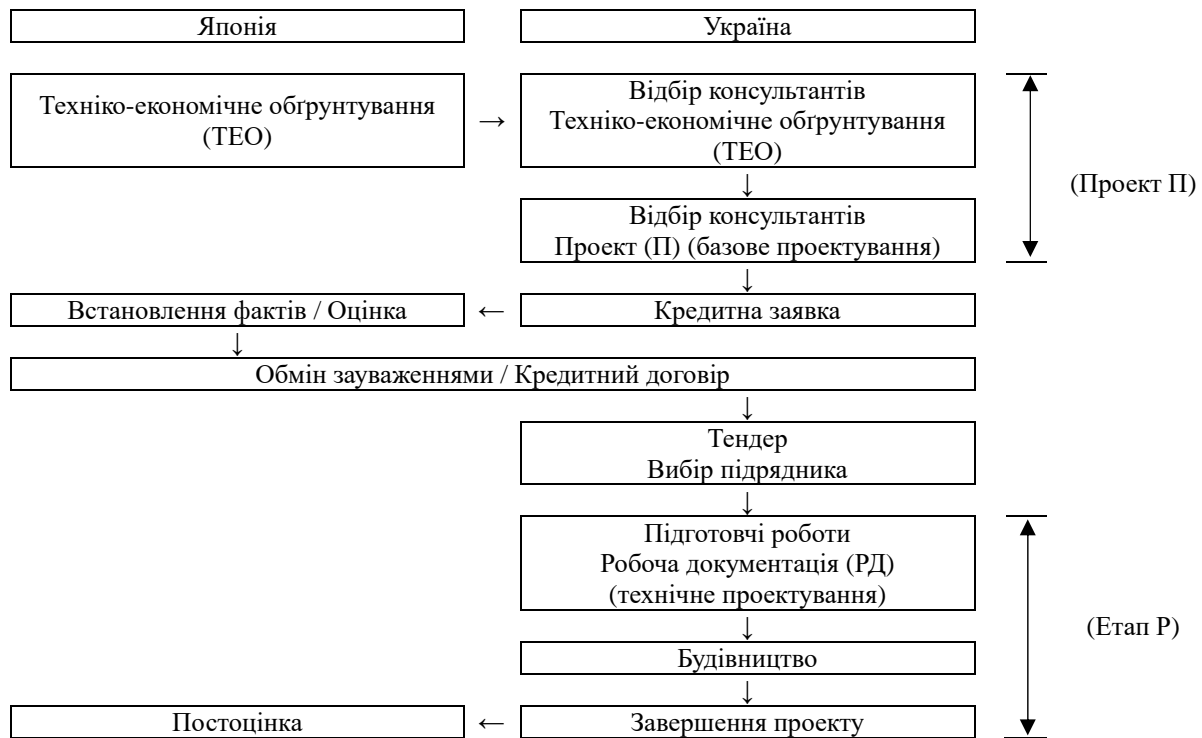 Японія
Україна
Техніко-економічне обґрунтування
(ТЕО)
→
Відбір консультантів
Техніко-економічне обґрунтування
(ТЕО)
(Проект П)
↓
Відбір консультантів
Проект (П) (базове проектування)
↓
Встановлення фактів / Оцінка
←
Кредитна заявка
↓
Обмін зауваженнями / Кредитний договір
↓
Тендер
Вибір підрядника
↓
Підготовчі роботи
Робоча документація (РД)
(технічне проектування)
(Етап Р)
↓
Будівництво
↓
Постоцінка
←
Завершення проекту